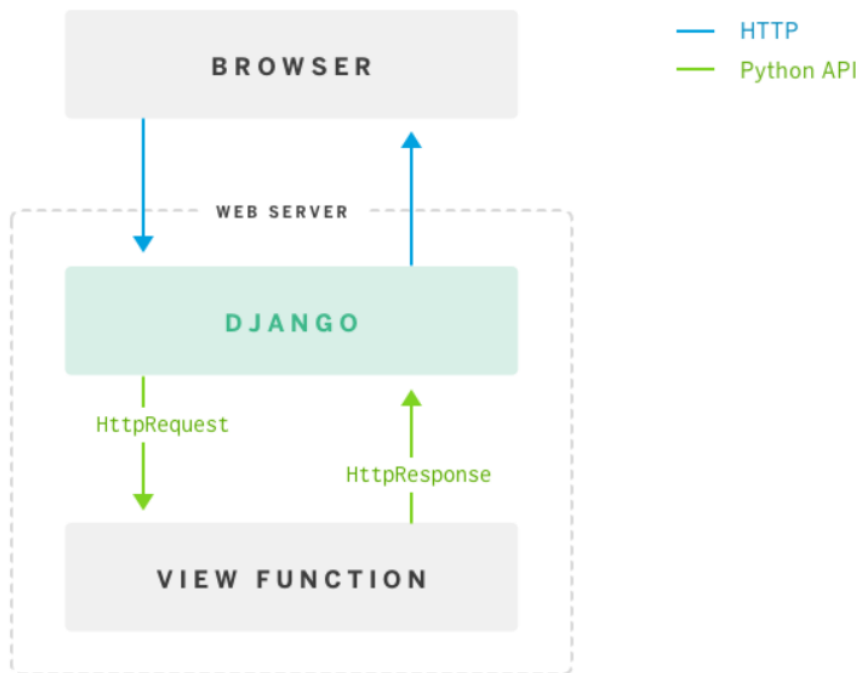 BROWSER
HTTP
Python API
WEB SERVER
DJANGO
HttpRequest
HttpResponse
VIEW FUNCTION